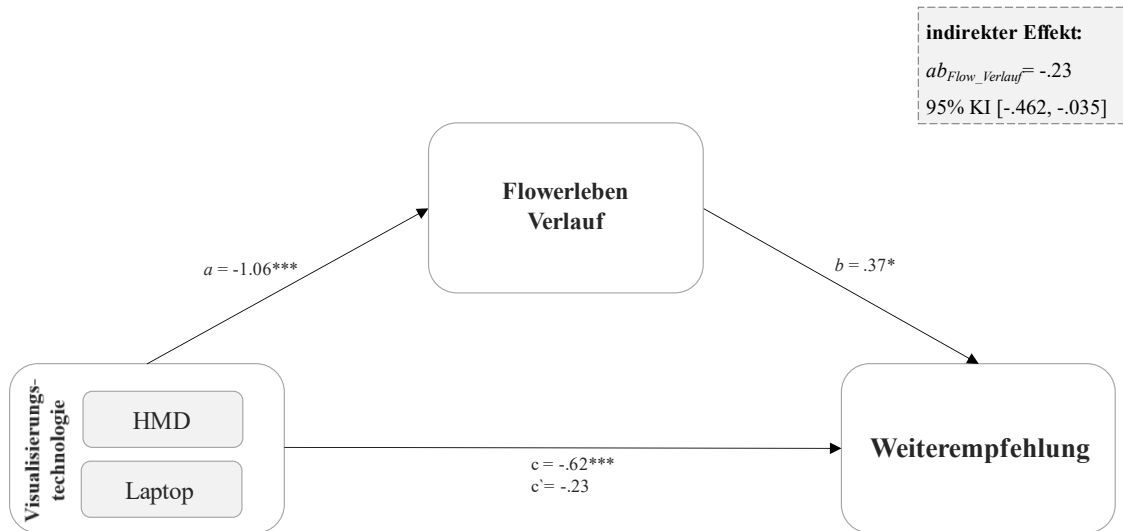 indirekter Effekt:
abFlow_Verlauf= -.23
95% KI [-.462, -.035]
Flowerleben
Verlauf
a = -1.06***
b = .37*
Visualisierungs-
technologie
HMD
Laptop
c = -.62***
c`= -.23
Weiterempfehlung